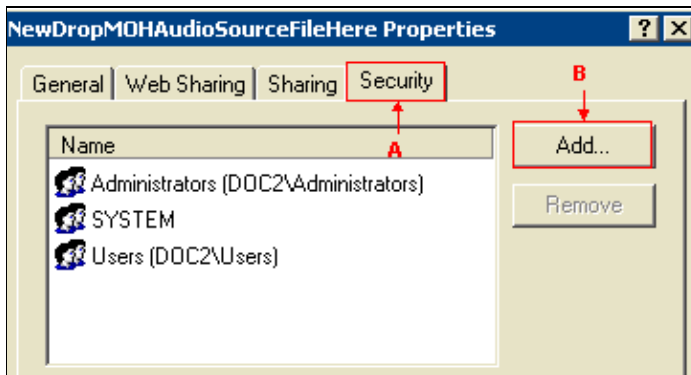 NewDropMOHAudioSourceFileHere Properties ? X
General Web Sharing Sharing Security
B
A
Name
Add...
Administrators (DOC2\Administrators)
Remove
SYSTEM
Users (DOC2\Users)